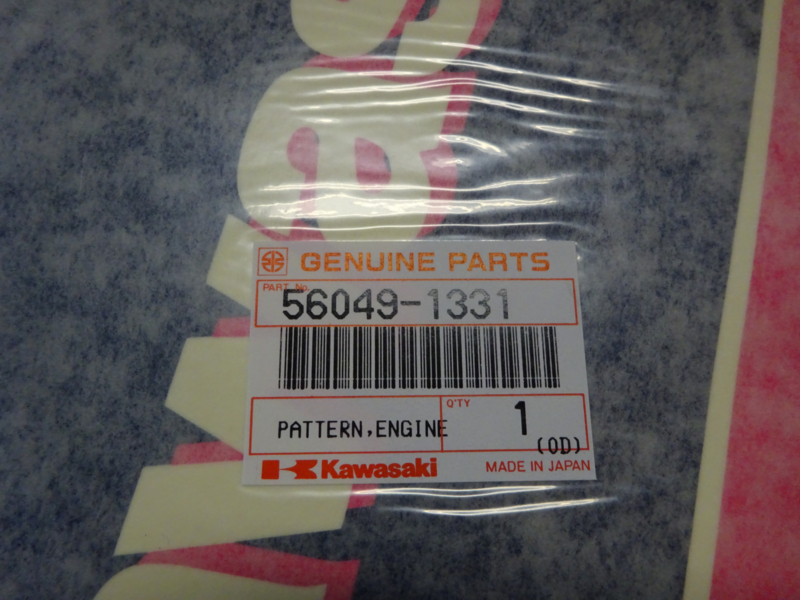 GENUINE PARTS
PART No.
56049-1331
PATTERN,ENGINE
Q'TY
1
(OD)
Kawasaki
MADE IN JAPAN